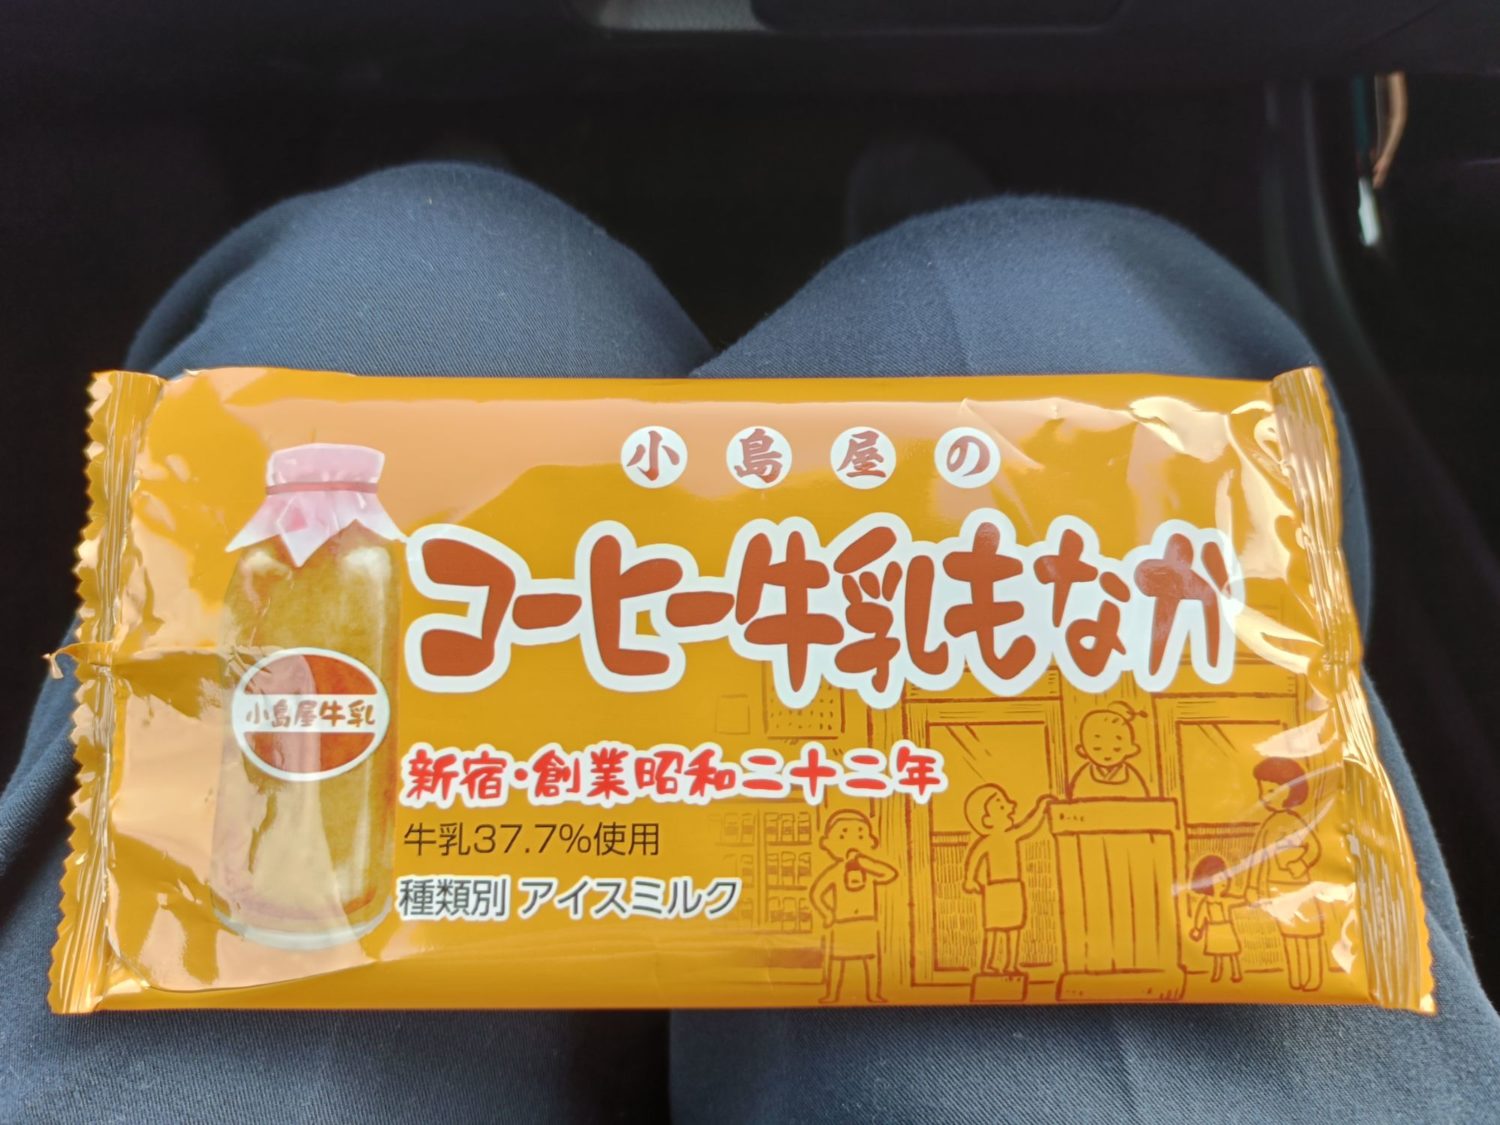 小島屋の
コーヒー牛乳もなか
小島屋牛乳
新宿・創業昭和二十二年
牛乳37.7%使用
種類別 アイスミルク